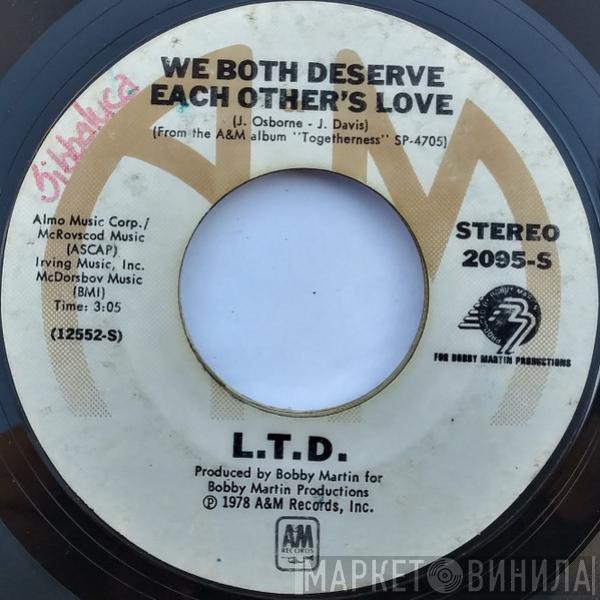 WE BOTH DESERVE
EACH OTHER'S LOVE
(J. Osborne - J. Davis)
(From the A&M album "Togetherness" SP-4705)
Sibbaluca
Almo Music Corp./
McRovscod Music
(ASCAP)
Irving Music, Inc.
McDorsbov Music
(BMI)
Time: 3:05
(12552-S)
STEREO
2095-S
FOR BOBBY MARTIN PRODUCTIONS
L.T.D.
Produced by Bobby Martin for
Bobby Martin Productions
Ⓟ 1978 A&M Records, Inc.
AM
RECORDS
МАРКЕТ ВИНИЛА